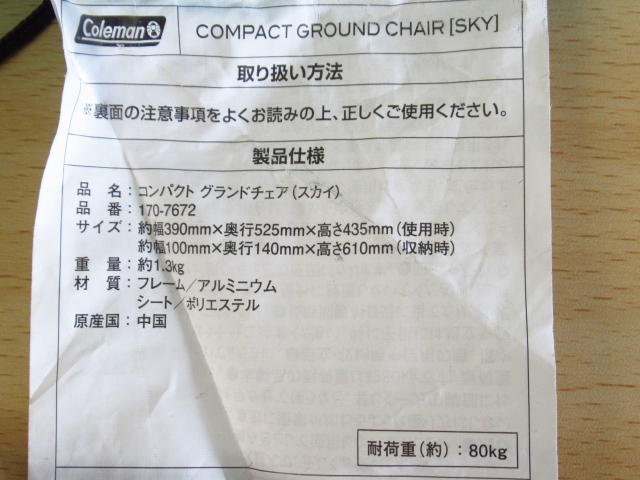 Coleman
COMPACT GROUND CHAIR [SKY]
取り扱い方法
※裏面の注意事項をよくお読みの上、正しくご使用ください。
製品仕様
品 名：コンパクト グランドチェア（スカイ）
品 番：170-7672
サイズ：約幅390mm×奥行525mm×高さ435mm（使用時）
約幅100mm×奥行140mm×高さ610mm（収納時）
重 量：約1.3kg
材 質：フレーム/アルミニウム
シート/ポリエステル
原産国：中国
耐荷重（約）：80kg